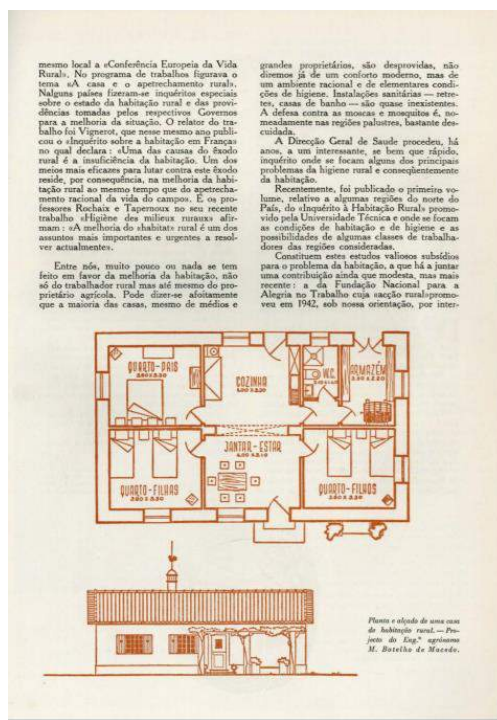 mesmo local a «Conferência Europeia da Vida
Rural». No programa de trabalhos figurava o
tema «A casa e o apetrechamento rural».
Nalguns países fizeram-se inquéritos especiais
sobre o estado da habitação rural e das provi-
dências tomadas pelos respectivos Governos
para a melhoria da situação. O relator do tra-
balho foi Vignerot, que nesse mesmo ano publi-
cou o «Inquérito sobre a habitação em França»
no qual declara: «Uma das causas do êxodo
rural é a insuficiência da habitação. Um dos
meios mais eficazes para lutar contra este êxodo
reside, por consequência, na melhoria da habi-
tação rural ao mesmo tempo que do apetrecha-
mento racional da vida do campo». E os pro-
fessores Rochaix e Tapernoux no seu recente
trabalho «Higiène des milieux ruraux» afir-
mam: «A melhoria do «habitat» rural é um dos
assuntos mais importantes e urgentes a resol-
ver actualmente».
Entre nós, muito pouco ou nada se tem
feito em favor da melhoria da habitação, não
só do trabalhador rural mas até mesmo do pro-
prietário agrícola. Pode dizer-se afoitamente
que a maioria das casas, mesmo de médios e
grandes proprietários, são desprovidas, não
diremos já de um conforto moderno, mas de
um ambiente racional e de elementares condi-
ções de higiene. Instalações sanitárias — retre-
tes, casas de banho — são quase inexistentes.
A defesa contra as moscas e mosquitos é, no-
meadamente nas regiões palustres, bastante des-
cuidada.
A Direcção Geral de Saude procedeu, há
anos, a um interessante, se bem que rápido,
inquérito onde se focam alguns dos principais
problemas da higiene rural e conseqüentemente
da habitação.
Recentemente, foi publicado o primeiro vo-
lume, relativo a algumas regiões do norte do
País, do «Inquérito à Habitação Rural» promo-
vido pela Universidade Técnica e onde se focam
as condições de habitação e de higiene e as
possibilidades de algumas classes de trabalha-
dores das regiões consideradas.
Constituem estes estudos valiosos subsídios
para o problema da habitação, a que há a juntar
uma contribuição ainda que modesta, mas mais
recente: a da Fundação Nacional para a
Alegria no Trabalho cuja «acção rural»promo-
veu em 1942, sob nossa orientação, por inter-
QUARTO-PAIS
COZINHA
W.C.
ARMAZÉM
QUARTO-FILHAS
JANTAR-ESTAR
QUARTO-FILHOS
Planta e alçado de uma casa
de habitação rural. — Pro-
jecto do Eng.º agrónomo
M. Botelho de Macedo.